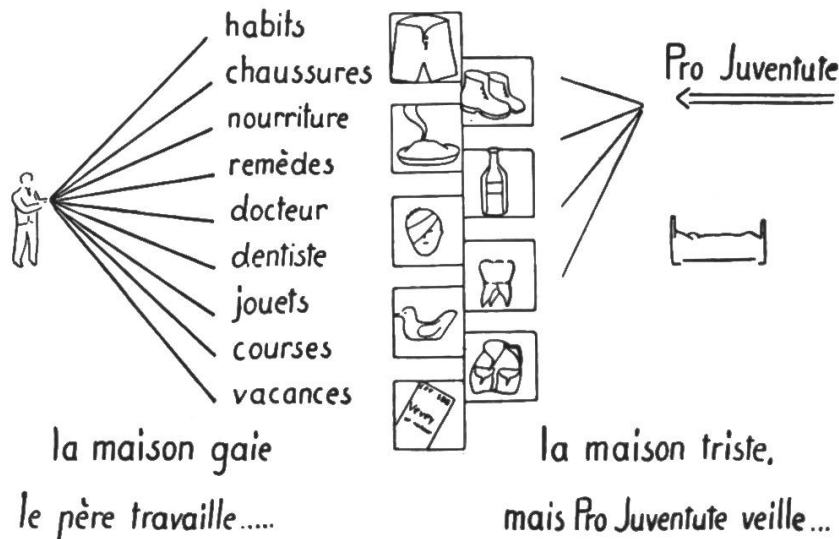 habits
chaussures
nourriture
remèdes
docteur
dentiste
jouets
courses
vacances
Pro Juventute
Vevey
la maison gaie
le père travaille.....
la maison triste,
mais Pro Juventute veille...